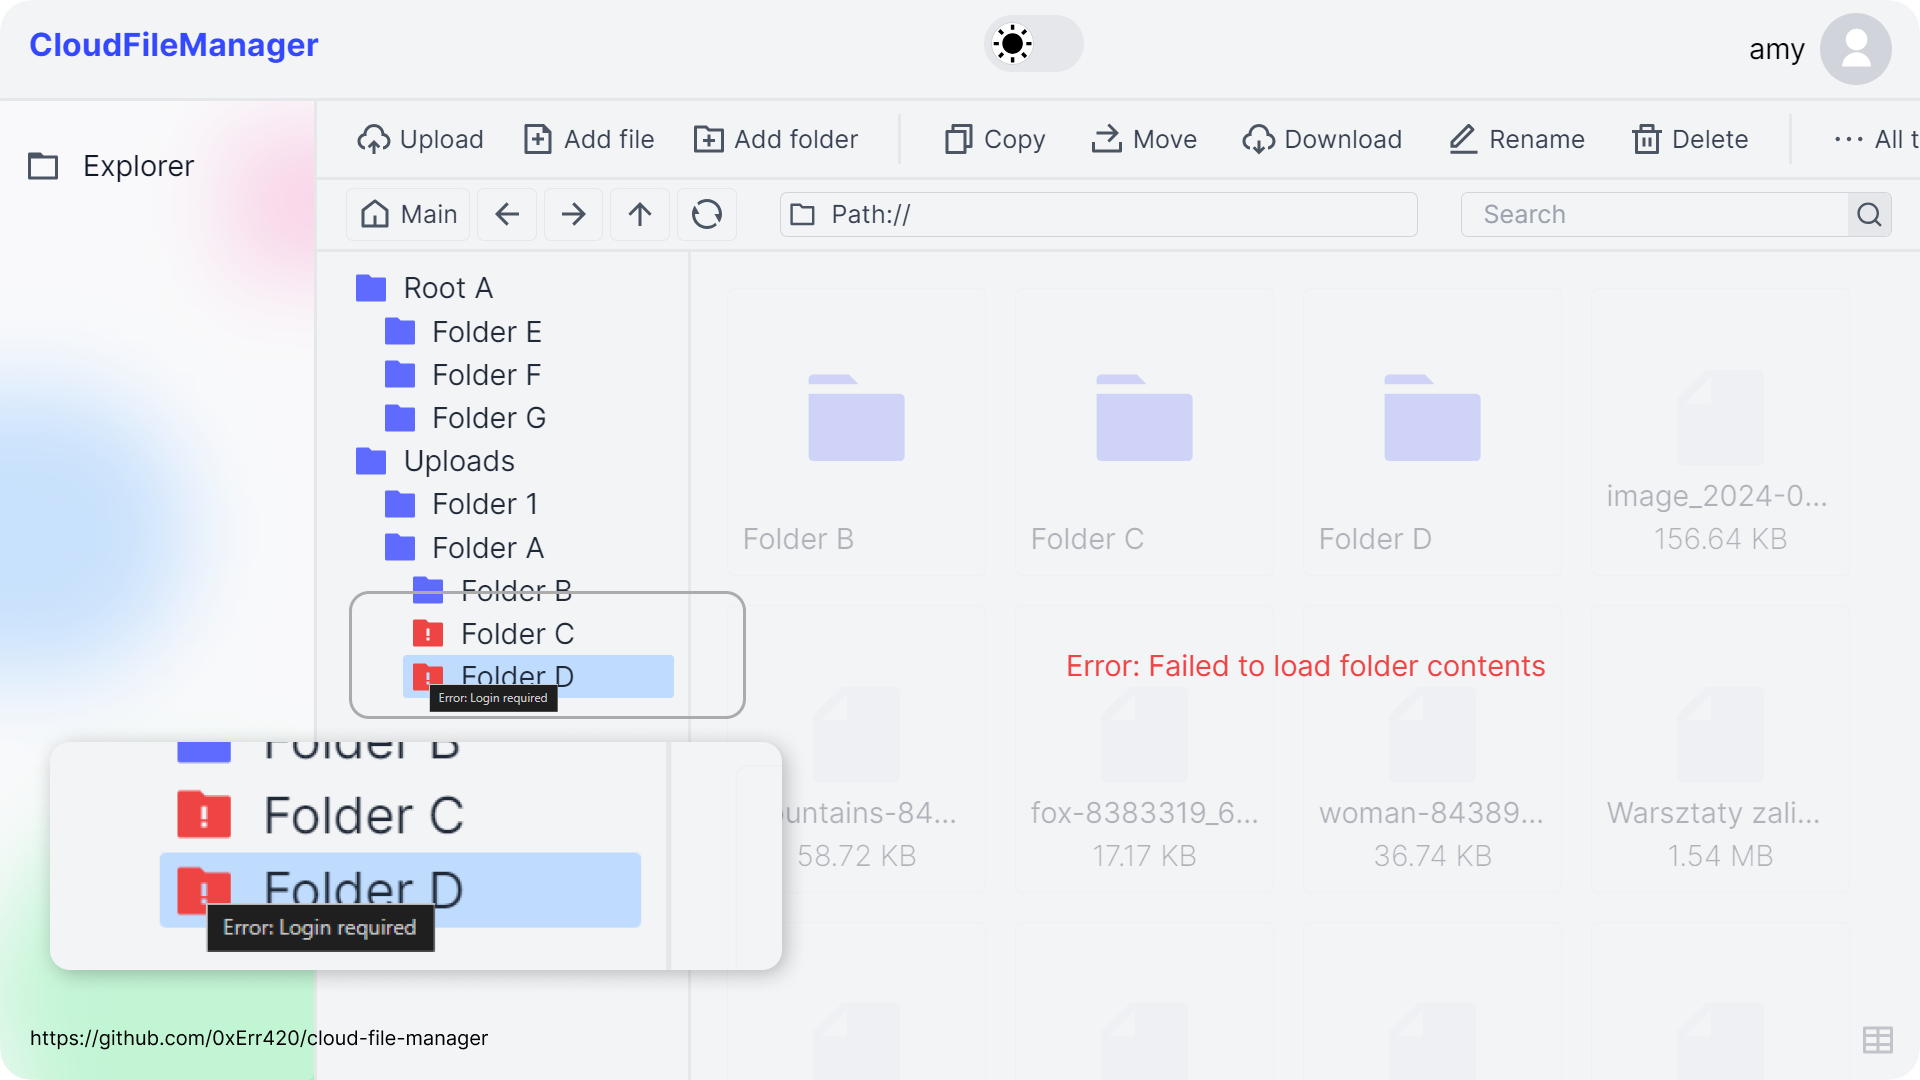 CloudFileManager
amy
Explorer
Upload
Add file
Add folder
Copy
Move
Download
Rename
Delete
All t
Main
Path://
Search
Root A
Folder E
Folder F
Folder G
Uploads
Folder 1
Folder A
Folder B
Folder C
Folder D
Error: Login required
Folder B
Folder C
Folder D
image_2024-0...
156.64 KB
Error: Failed to load folder contents
untains-84...
58.72 KB
fox-8383319_6...
17.17 KB
woman-84389...
36.74 KB
Warsztaty zali...
1.54 MB
Folder B
Folder C
Folder D
Error: Login required
https://github.com/0xErr420/cloud-file-manager